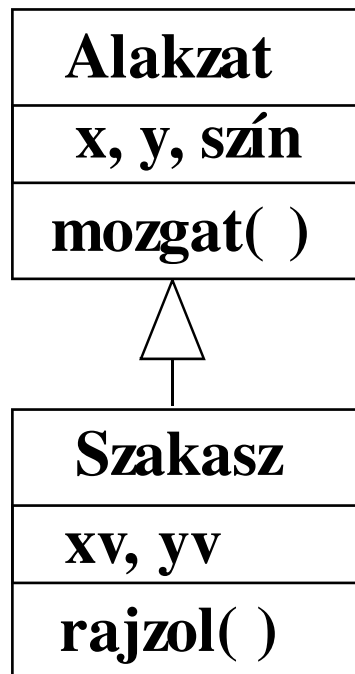 Alakzat
x, y, szín
mozgat( )
Szakasz
xv, yv
rajzol( )